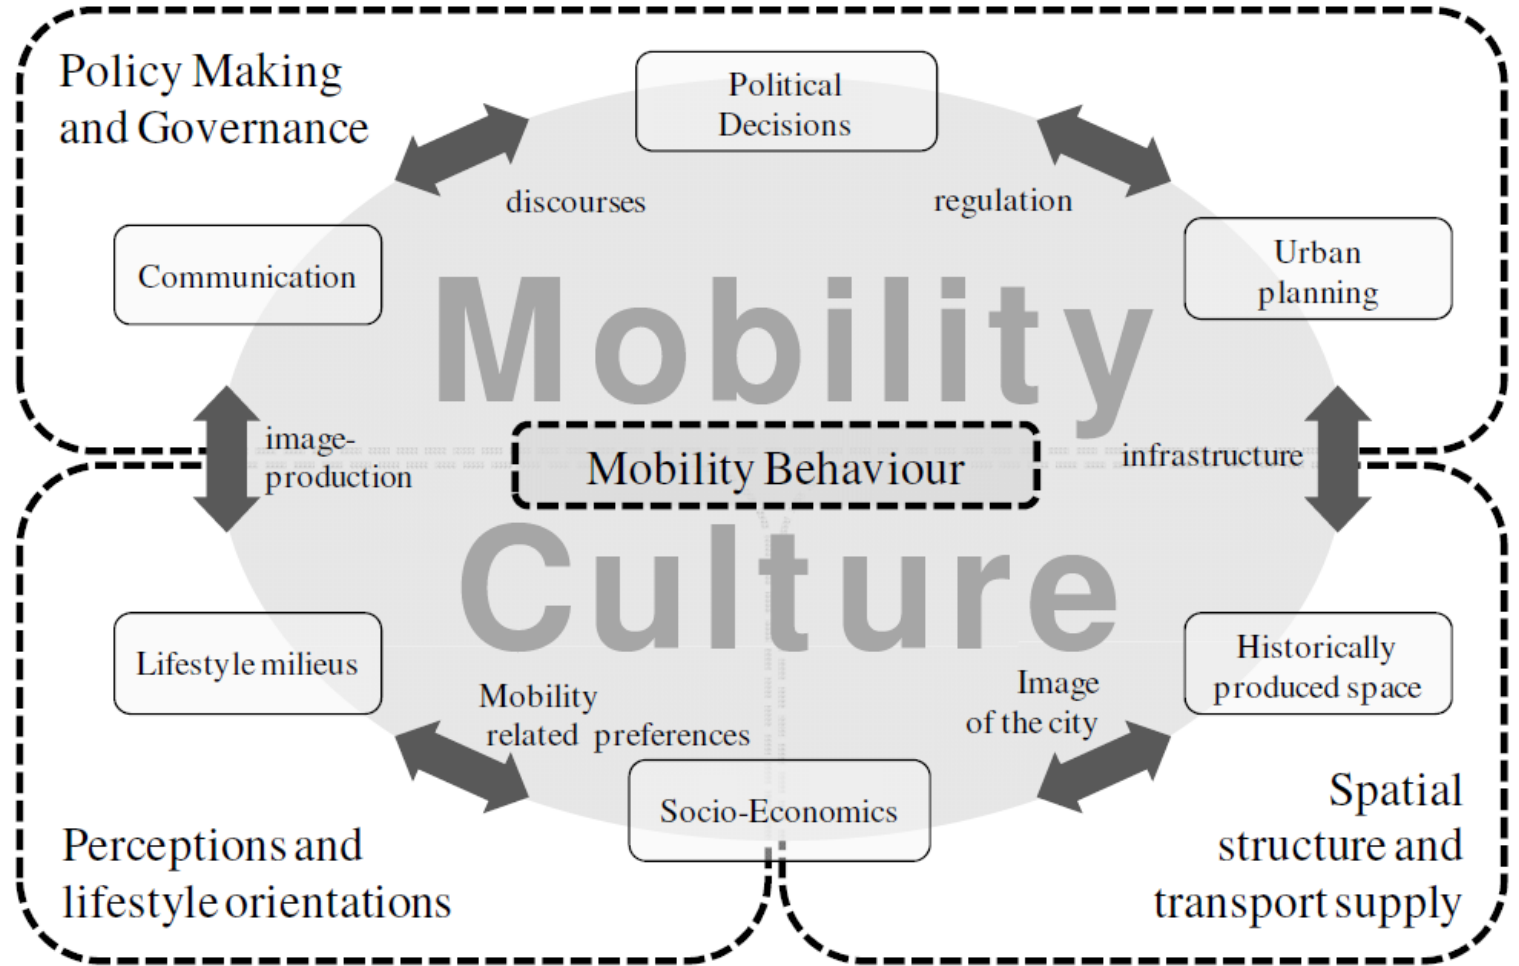 Policy Making
and Governance
Political
Decisions
discourses
regulation
Communication
Urban
planning
Mobility
image-
production
Mobility Behaviour
infrastructure
Culture
Lifestyle milieus
Historically
produced space
Mobility
related preferences
Image
of the city
Socio-Economics
Perceptions and
lifestyle orientations
Spatial
structure and
transport supply